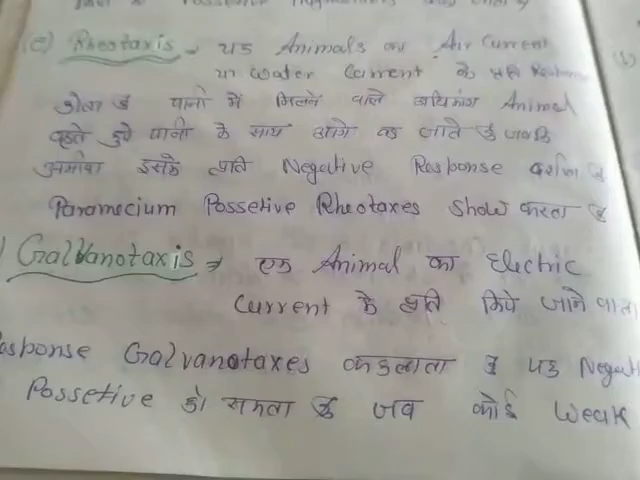 (e) Rheotaxis → यह Animals का Air Current
या Water Current के प्रति Response
होता है पानी में मिलने वाले अधिकांश Animal
बहते हुये पानी के साथ आगे बढ़ जाते है जबकि
अमीबा इसके प्रति Negative Response दर्शाता है
Paramecium Possetive Rheotaxes Show करता है
Galvanotaxis → एक Animal का Electric
Current के प्रति किये जाने वाला
Response Galvanotaxes कहलाता है यह Negati
Possetive हो सकता है जब कोई Weak